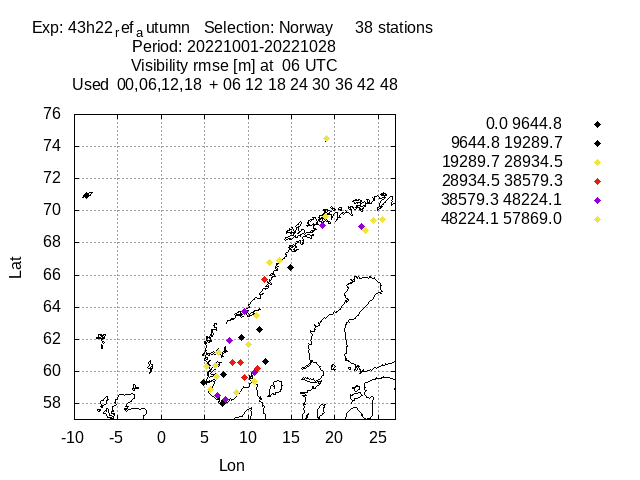 Exp: 43h22refautumn Selection: Norway 38 stations
Period: 20221001-20221028
Visibility rmse [m] at 06 UTC
Used 00,06,12,18 + 06 12 18 24 30 36 42 48
76
74
72
70
68
66
64
62
60
58
Lat
-10 -5 0 5 10 15 20 25
Lon
0.0 9644.8
9644.8 19289.7
19289.7 28934.5
28934.5 38579.3
38579.3 48224.1
48224.1 57869.0